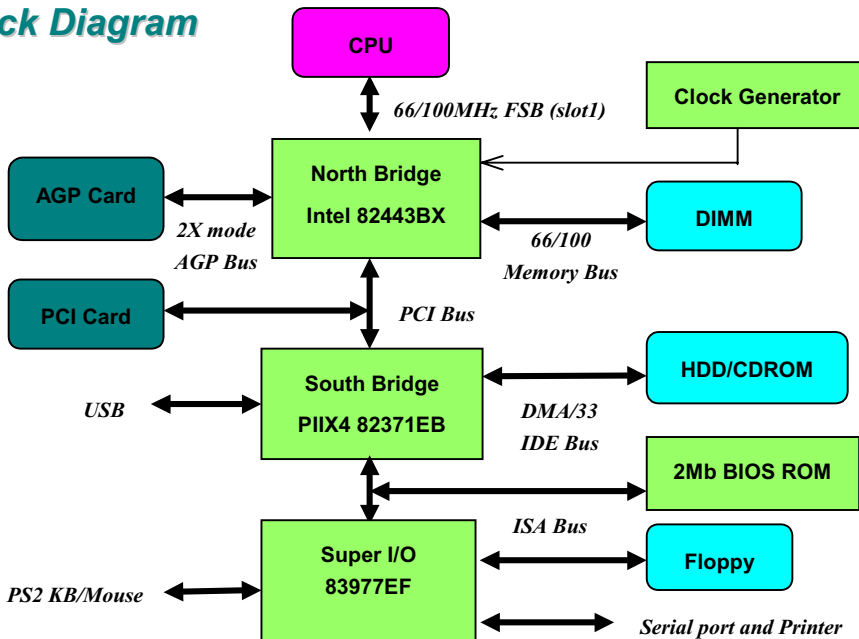 ck Diagram
CPU
66/100MHz FSB (slot1)
Clock Generator
North Bridge
Intel 82443BX
AGP Card
2X mode
AGP Bus
DIMM
66/100
Memory Bus
PCI Card
PCI Bus
South Bridge
PIIX4 82371EB
HDD/CDROM
USB
DMA/33
IDE Bus
2Mb BIOS ROM
ISA Bus
Super I/O
83977EF
Floppy
PS2 KB/Mouse
Serial port and Printer